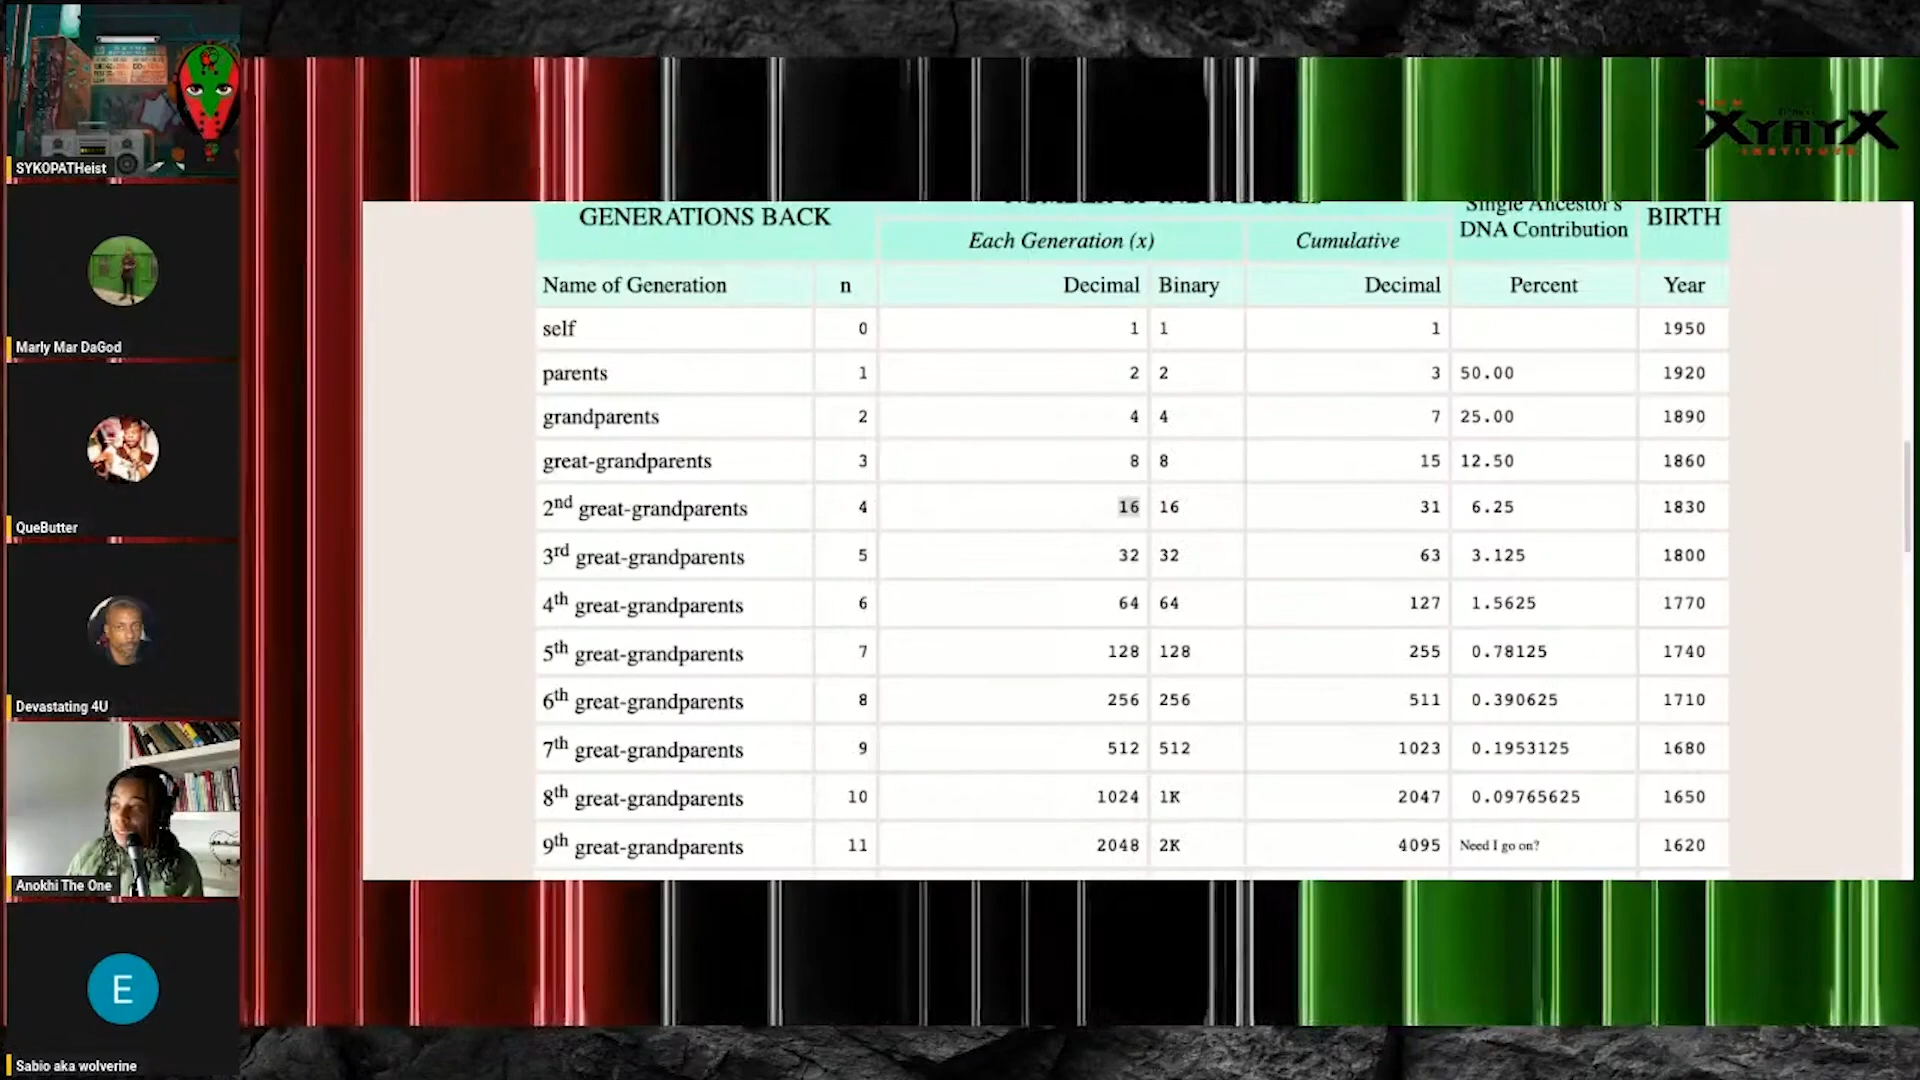 SYKOPATHeist
Marly Mar DaGod
QueButter
Devastating 4U
Anokhi The One
E
Sabio aka wolverine
XYAYX
INSTITUTE
GENERATIONS BACK
Each Generation (x)
Cumulative
Single Ancestor's
DNA Contribution
BIRTH
Name of Generation n Decimal Binary Decimal Percent Year
self 0 1 1 1 1950
parents 1 2 2 3 50.00 1920
grandparents 2 4 4 7 25.00 1890
great-grandparents 3 8 8 15 12.50 1860
2nd great-grandparents 4 16 16 31 6.25 1830
3rd great-grandparents 5 32 32 63 3.125 1800
4th great-grandparents 6 64 64 127 1.5625 1770
5th great-grandparents 7 128 128 255 0.78125 1740
6th great-grandparents 8 256 256 511 0.390625 1710
7th great-grandparents 9 512 512 1023 0.1953125 1680
8th great-grandparents 10 1024 1K 2047 0.09765625 1650
9th great-grandparents 11 2048 2K 4095 Need I go on? 1620